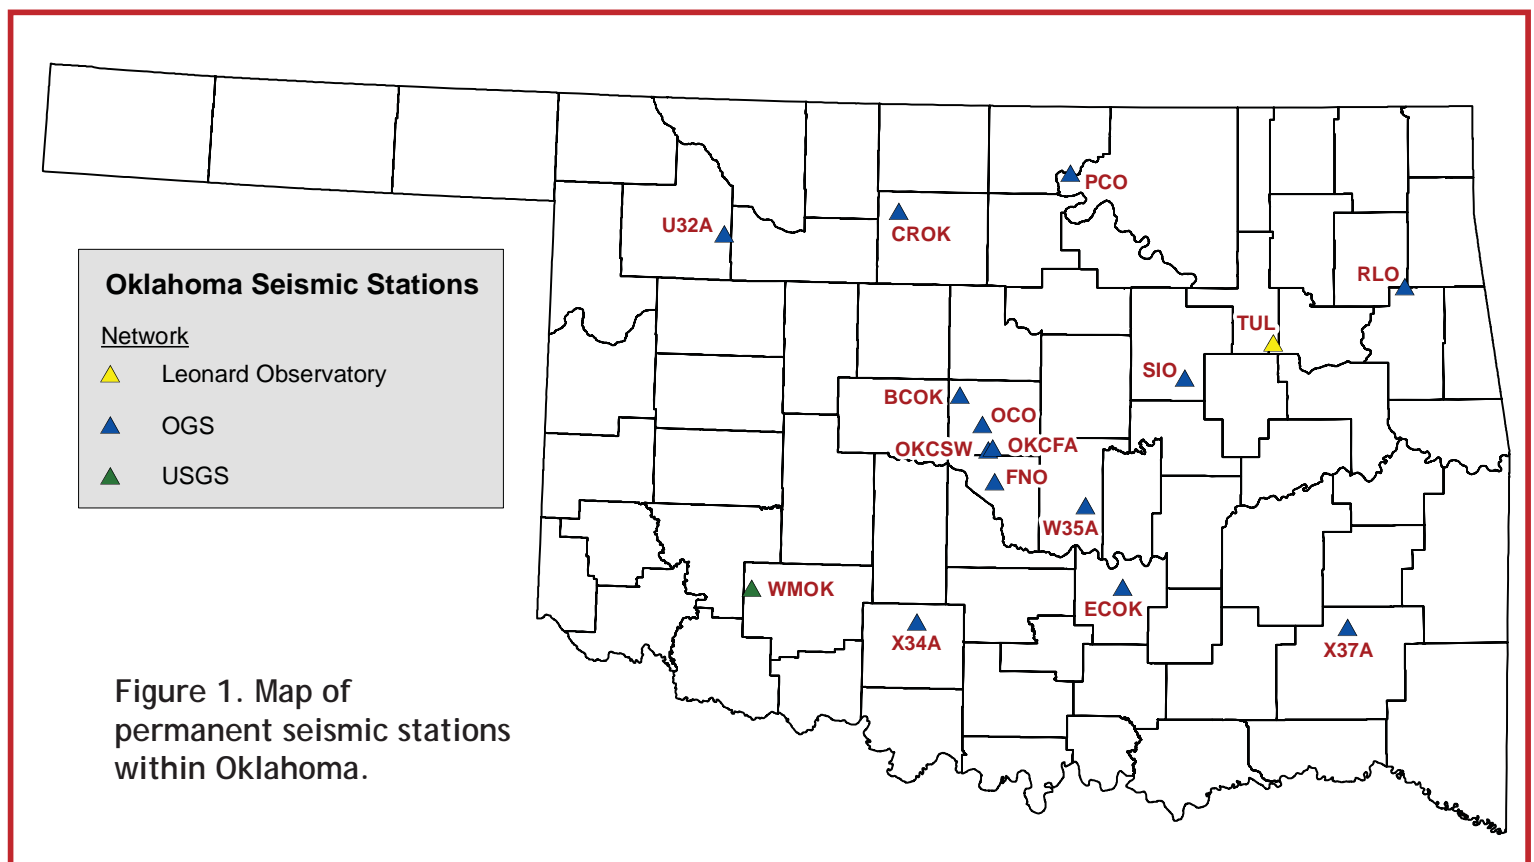 PCO
U32A
CROK
Oklahoma Seismic Stations
RLO
Network
TUL
Leonard Observatory
SIO
BCOK
OCO
OGS
OKCSW
OKCFA
USGS
FNO
W35A
WMOK
ECOK
X34A
X37A
Figure 1. Map of
permanent seismic stations
within Oklahoma.